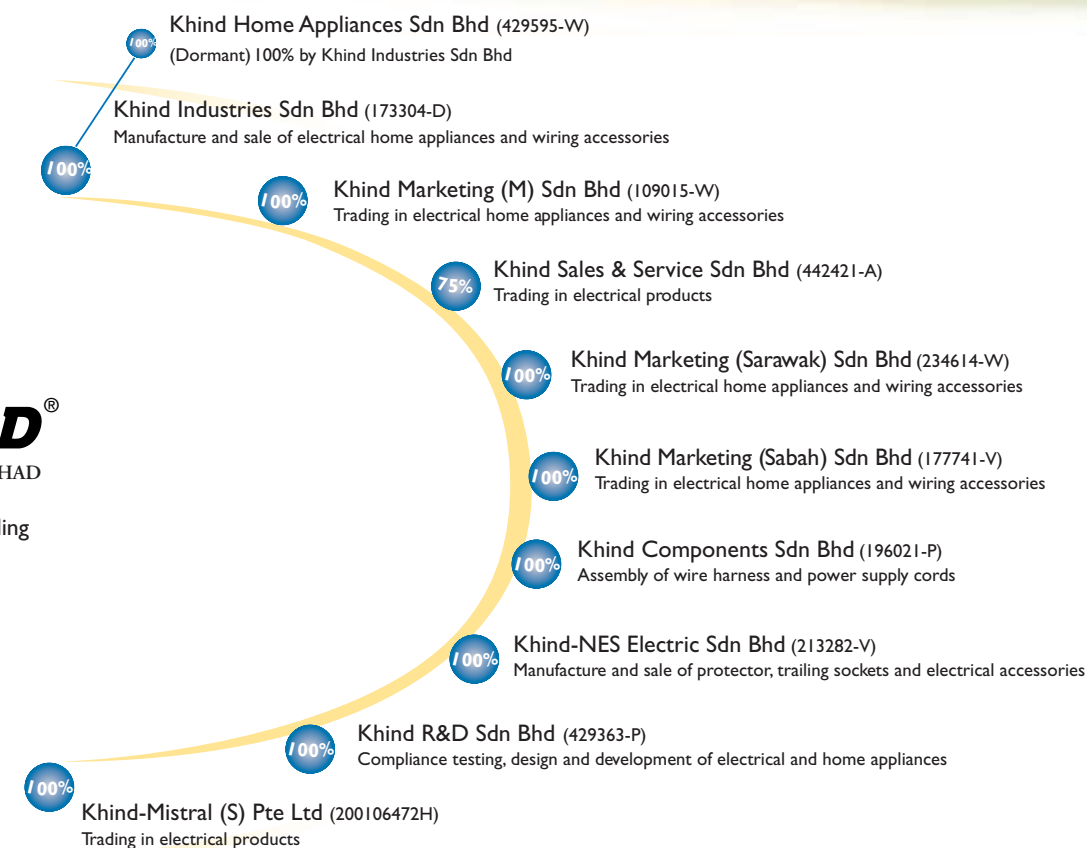 Khind Home Appliances Sdn Bhd (429595-W)
100%
(Dormant) 100% by Khind Industries Sdn Bhd
Khind Industries Sdn Bhd (173304-D)
Manufacture and sale of electrical home appliances and wiring accessories
100%
100%
Khind Marketing (M) Sdn Bhd (109015-W)
Trading in electrical home appliances and wiring accessories
75%
Khind Sales & Service Sdn Bhd (442421-A)
Trading in electrical products
100%
Khind Marketing (Sarawak) Sdn Bhd (234614-W)
Trading in electrical home appliances and wiring accessories
D®
HAD
ling
100%
Khind Marketing (Sabah) Sdn Bhd (177741-V)
Trading in electrical home appliances and wiring accessories
100%
Khind Components Sdn Bhd (196021-P)
Assembly of wire harness and power supply cords
100%
Khind-NES Electric Sdn Bhd (213282-V)
Manufacture and sale of protector, trailing sockets and electrical accessories
100%
Khind R&D Sdn Bhd (429363-P)
Compliance testing, design and development of electrical and home appliances
100%
Khind-Mistral (S) Pte Ltd (200106472H)
Trading in electrical products